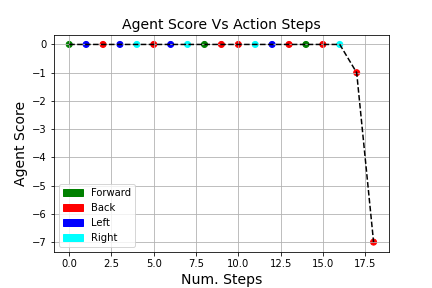 Agent Score Vs Action Steps
0
−1
−2
−3
−4
−5
−6
−7
Agent Score
Forward
Back
Left
Right
0.0 2.5 5.0 7.5 10.0 12.5 15.0 17.5
Num. Steps